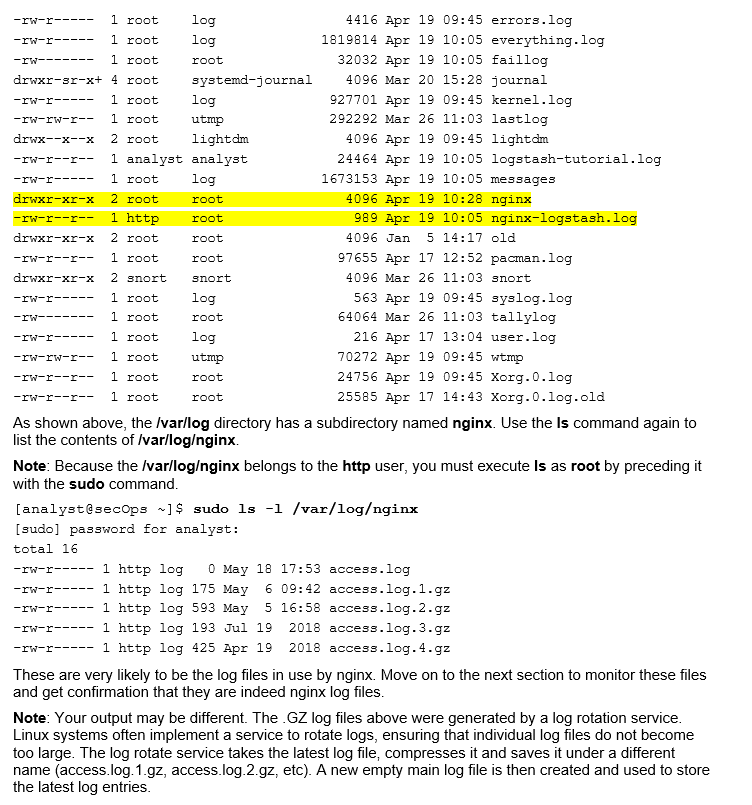 -rw-r----- 1 root log 4416 Apr 19 09:45 errors.log
-rw-r----- 1 root log 1819814 Apr 19 10:05 everything.log
-rw------- 1 root root 32032 Apr 19 10:05 faillog
drwxr-sr-x+ 4 root systemd-journal 4096 Mar 20 15:28 journal
-rw-r----- 1 root log 927701 Apr 19 09:45 kernel.log
-rw-rw-r-- 1 root utmp 292292 Mar 26 11:03 lastlog
drwx--x--x 2 root lightdm 4096 Apr 19 09:45 lightdm
-rw-r--r-- 1 analyst analyst 24464 Apr 19 10:05 logstash-tutorial.log
-rw-r----- 1 root log 1673153 Apr 19 10:05 messages
drwxr-xr-x 2 root root 4096 Apr 19 10:28 nginx
-rw-r--r-- 1 http root 989 Apr 19 10:05 nginx-logstash.log
drwxr-xr-x 2 root root 4096 Jan 5 14:17 old
-rw-r--r-- 1 root root 97655 Apr 17 12:52 pacman.log
drwxr-xr-x 2 snort snort 4096 Mar 26 11:03 snort
-rw-r----- 1 root log 563 Apr 19 09:45 syslog.log
-rw------- 1 root root 64064 Mar 26 11:03 tallylog
-rw-r----- 1 root log 216 Apr 17 13:04 user.log
-rw-rw-r-- 1 root utmp 70272 Apr 19 09:45 wtmp
-rw-r--r-- 1 root root 24756 Apr 19 09:45 Xorg.0.log
-rw-r--r-- 1 root root 25585 Apr 17 14:43 Xorg.0.log.old
As shown above, the /var/log directory has a subdirectory named nginx. Use the ls command again to
list the contents of /var/log/nginx.
Note: Because the /var/log/nginx belongs to the http user, you must execute ls as root by preceding it
with the sudo command.
[analyst@secOps ~]$ sudo ls -l /var/log/nginx
[sudo] password for analyst:
total 16
-rw-r----- 1 http log 0 May 18 17:53 access.log
-rw-r----- 1 http log 175 May 6 09:42 access.log.1.gz
-rw-r----- 1 http log 593 May 5 16:58 access.log.2.gz
-rw-r----- 1 http log 193 Jul 19 2018 access.log.3.gz
-rw-r----- 1 http log 425 Apr 19 2018 access.log.4.gz
These are very likely to be the log files in use by nginx. Move on to the next section to monitor these files
and get confirmation that they are indeed nginx log files.
Note: Your output may be different. The .GZ log files above were generated by a log rotation service.
Linux systems often implement a service to rotate logs, ensuring that individual log files do not become
too large. The log rotate service takes the latest log file, compresses it and saves it under a different
name (access.log.1.gz, access.log.2.gz, etc). A new empty main log file is then created and used to store
the latest log entries.